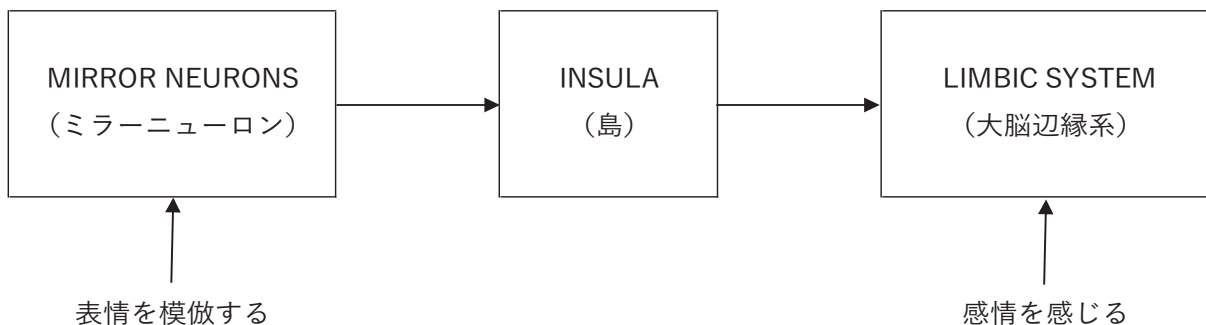 MIRROR NEURONS
（ミラーニューロン）
INSULA
（島）
LIMBIC SYSTEM
（大脳辺縁系）
表情を模倣する
感情を感じる